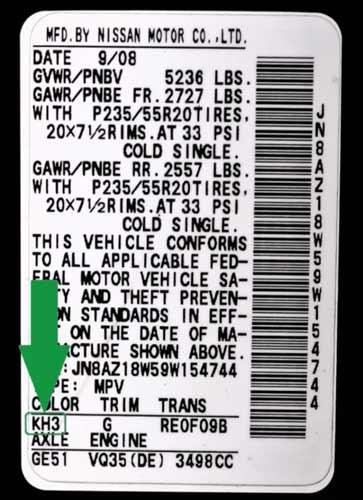 MFD.BY NISSAN MOTOR CO.,LTD.
DATE 9/08
GVWR/PNBV 5236 LBS.
GAWR/PNBE FR. 2727 LBS.
WITH P235/55R20TIRES,
20×7½RIMS.AT 33 PSI
COLD SINGLE.
GAWR/PNBE RR. 2557 LBS.
WITH P235/55R20TIRES,
20×7½RIMS.AT 33 PSI
COLD SINGLE.
THIS VEHICLE CONFORMS
TO ALL APPLICABLE FED-
ERAL MOTOR VEHICLE SA-
TY AND THEFT PREVEN-
ON STANDARDS IN EFF-
T ON THE DATE OF MA-
FACTURE SHOWN ABOVE.
:JN8AZ18W59W154744
PE: MPV
COLOR TRIM TRANS
KH3 G RE0F09B
AXLE ENGINE
GE51 VQ35(DE) 3498CC
JN8AZ18W59W154744